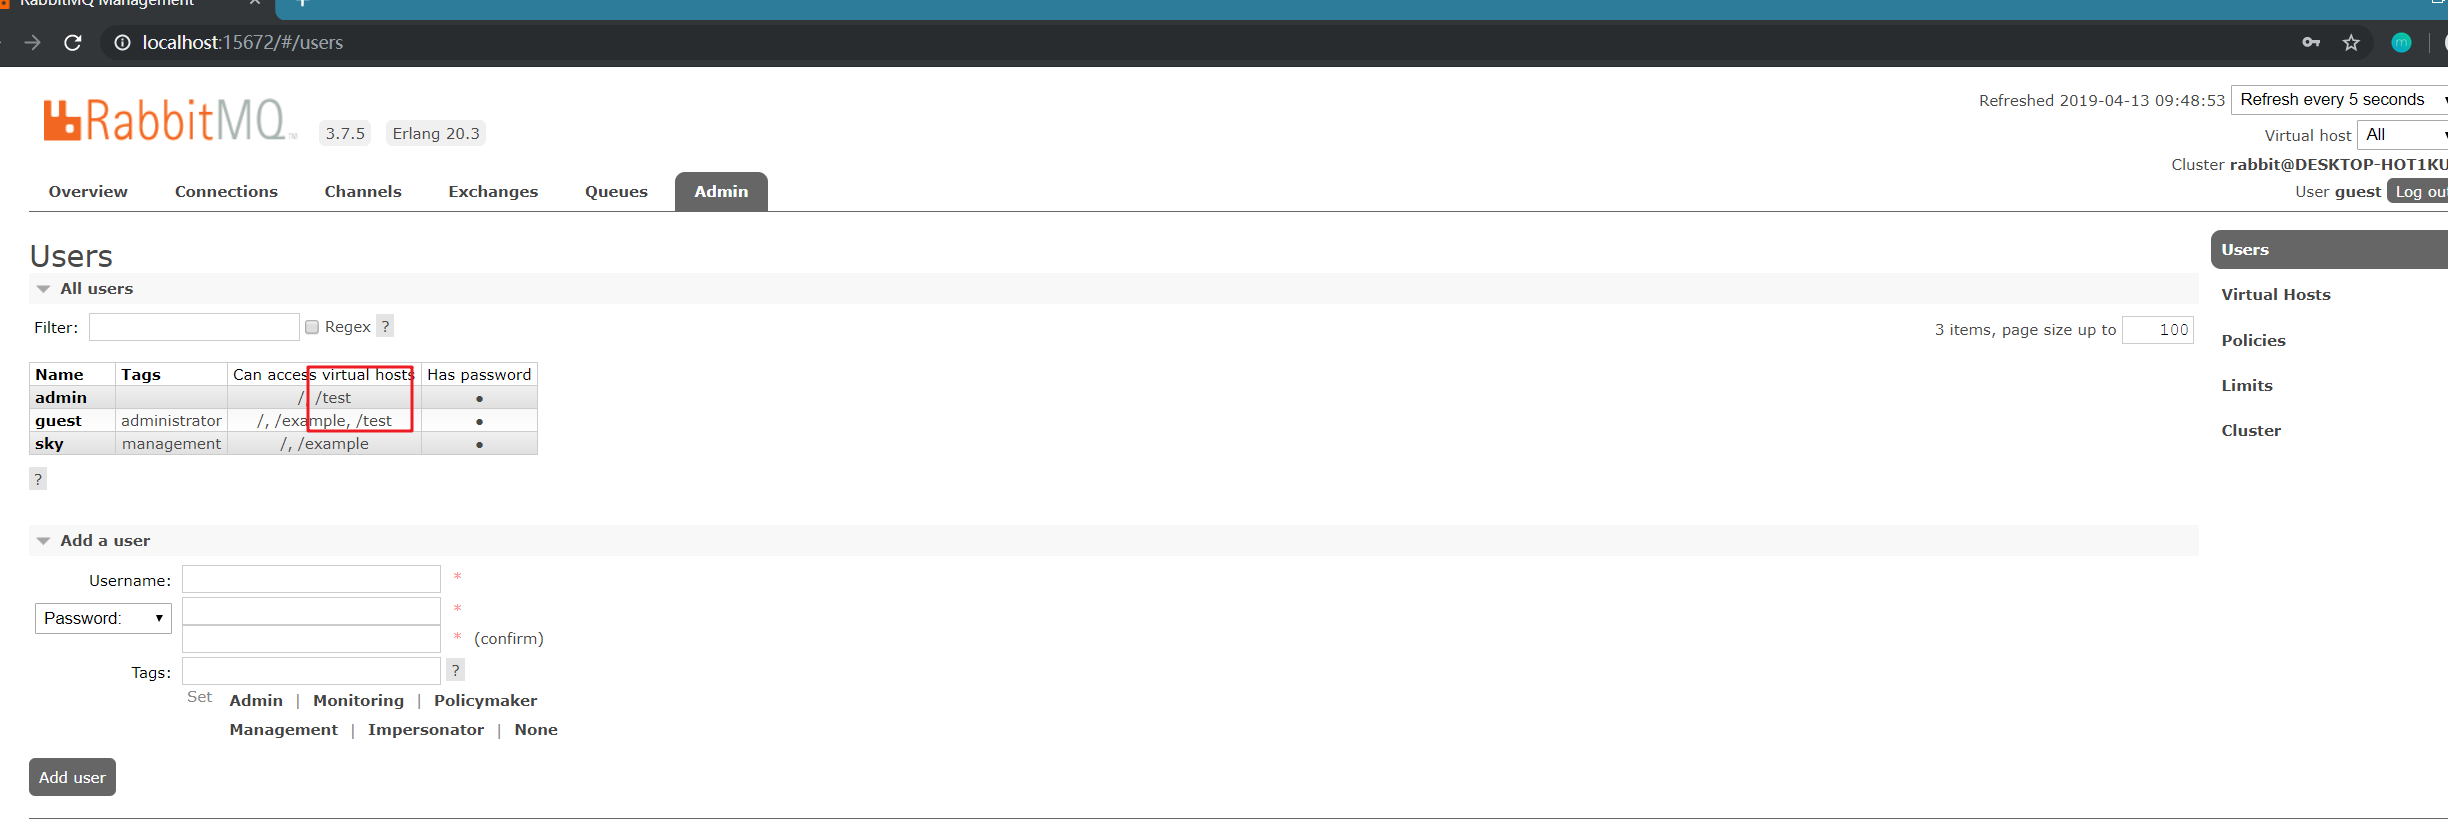 RabbitMQ Management
localhost:15672/#/users
RabbitMQ 3.7.5 Erlang 20.3
Refreshed 2019-04-13 09:48:53 Refresh every 5 seconds
Virtual host All
Cluster rabbit@DESKTOP-HOT1KU
User guest Log out
Overview Connections Channels Exchanges Queues Admin
Users
All users
Filter: Regex ?
3 items, page size up to 100
Name Tags Can access virtual hosts Has password
admin /, /test ●
guest administrator /, /example, /test ●
sky management /, /example ●
?
Add a user
Username: *
Password: *
* (confirm)
Tags: ?
Set Admin | Monitoring | Policymaker
Management | Impersonator | None
Add user
Users
Virtual Hosts
Policies
Limits
Cluster